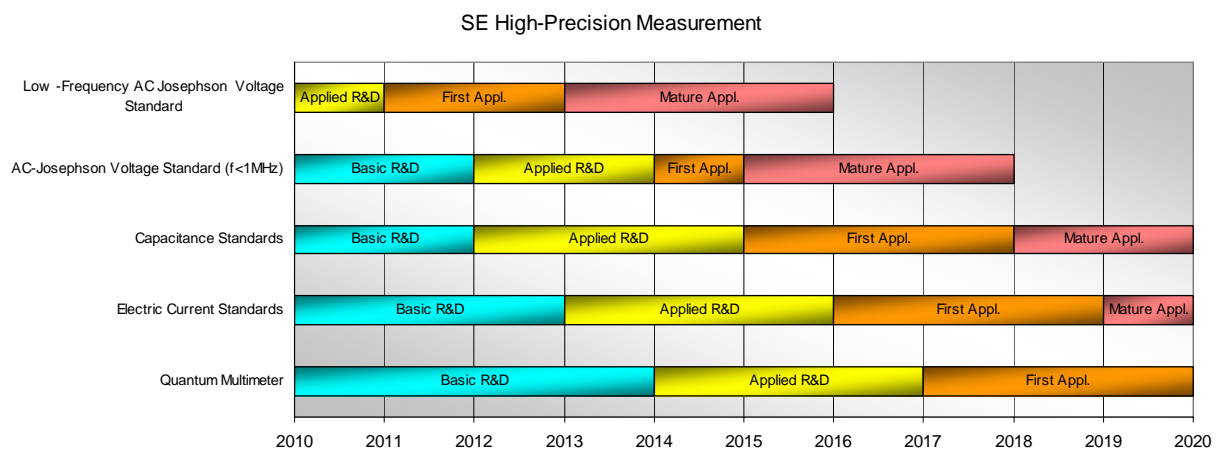 SE High-Precision Measurement
Low -Frequency AC Josephson Voltage
Standard
Applied R&D
First Appl.
Mature Appl.
AC-Josephson Voltage Standard (f<1MHz)
Basic R&D
Applied R&D
First Appl.
Mature Appl.
Capacitance Standards
Basic R&D
Applied R&D
First Appl.
Mature Appl.
Electric Current Standards
Basic R&D
Applied R&D
First Appl.
Mature Appl.
Quantum Multimeter
Basic R&D
Applied R&D
First Appl.
2010 2011 2012 2013 2014 2015 2016 2017 2018 2019 2020